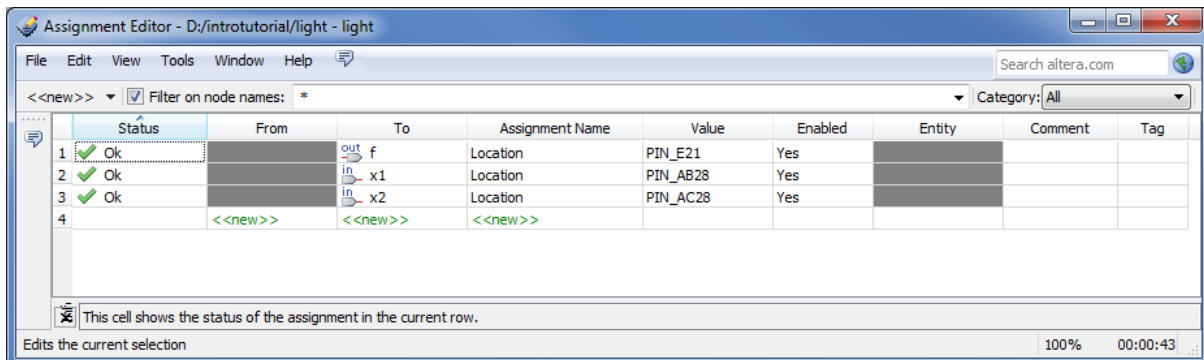 Assignment Editor - D:/introtutorial/light - light
File Edit View Tools Window Help Search altera.com
<<new>> Filter on node names: * Category: All
Status From To Assignment Name Value Enabled Entity Comment Tag
1 Ok out f Location PIN_E21 Yes
2 Ok in x1 Location PIN_AB28 Yes
3 Ok in x2 Location PIN_AC28 Yes
4 <<new>> <<new>> <<new>>
This cell shows the status of the assignment in the current row.
Edits the current selection 100% 00:00:43